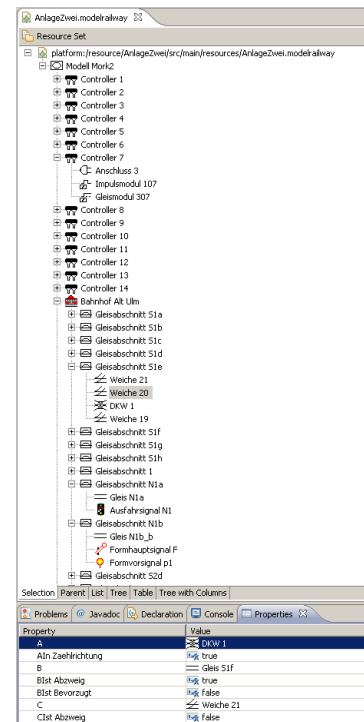 AnlageZwei.modelrailway
Resource Set
platform:/resource/AnlageZwei/src/main/resources/AnlageZwei.modelrailway
Modell Mork2
Controller 1
Controller 2
Controller 3
Controller 4
Controller 5
Controller 6
Controller 7
Anschluss 3
Impulsmodul 107
Gleismodul 307
Controller 8
Controller 9
Controller 10
Controller 11
Controller 12
Controller 13
Controller 14
Bahnhof Alt Ulm
Gleisabschnitt S1a
Gleisabschnitt S1b
Gleisabschnitt S1c
Gleisabschnitt S1d
Gleisabschnitt S1e
Weiche 21
Weiche 20
DKW 1
Weiche 19
Gleisabschnitt S1f
Gleisabschnitt S1g
Gleisabschnitt S1h
Gleisabschnitt 1
Gleisabschnitt N1a
Gleis N1a
Ausfahrsignal N1
Gleisabschnitt N1b
Gleis N1b_b
Formhauptsignal F
Formvorsignal p1
Gleisabschnitt S2d
Selection Parent List Tree Table Tree with Columns
Problems @ Javadoc Declaration Console Properties
Property Value
A DKW 1
AIn Zaehlrichtung true
B Gleis S1f
BIst Abzweig true
BIst Bevorzugt false
C Weiche 21
CIst Abzweig false